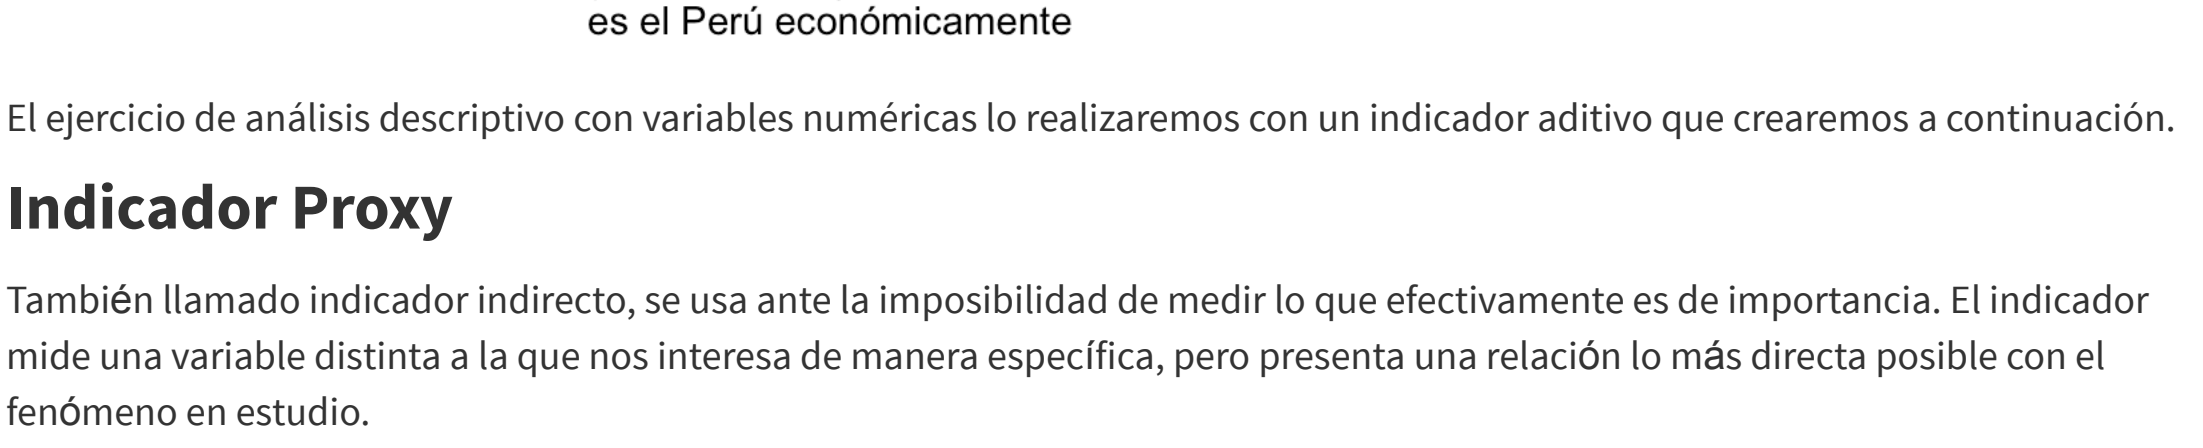 es el Perú económicamente
El ejercicio de análisis descriptivo con variables numéricas lo realizaremos con un indicador aditivo que crearemos a continuación.
Indicador Proxy
También llamado indicador indirecto, se usa ante la imposibilidad de medir lo que efectivamente es de importancia. El indicador
mide una variable distinta a la que nos interesa de manera específica, pero presenta una relación lo más directa posible con el
fenómeno en estudio.